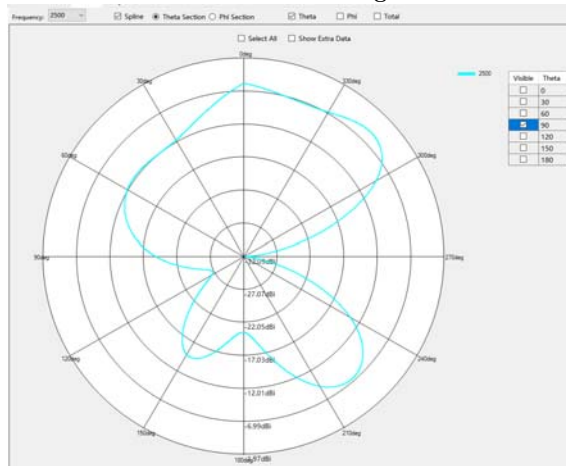 Frequency: 2500 Spline Theta Section Phi Section Theta Phi Total
Select All Show Extra Data
0deg
30deg
330deg
2500
Visible Theta
0
30
60
90
120
150
180
60deg
300deg
90deg
270deg
-27.07dBi
-22.05dBi
-17.03dBi
120deg
240deg
-12.01dBi
-6.99dBi
150deg
210deg
180deg